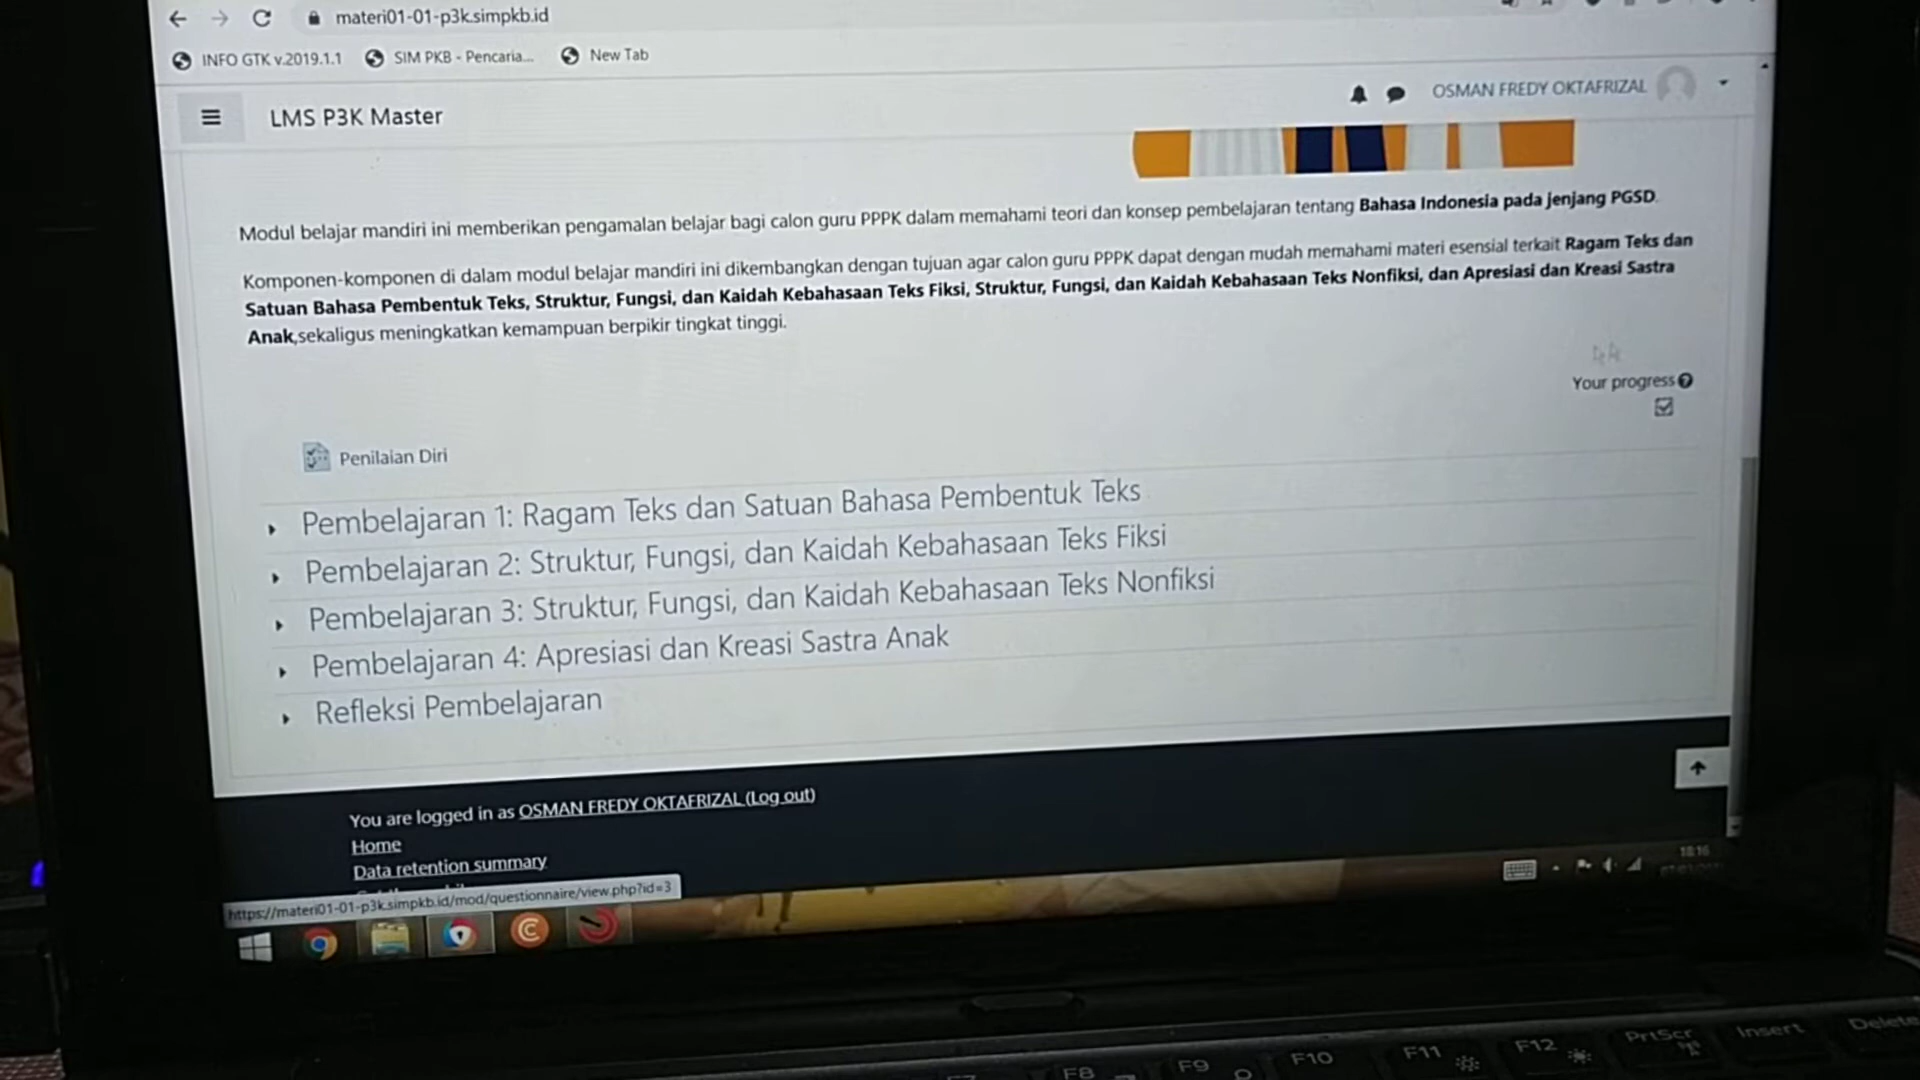 materi01-01-p3k.simpkb.id
INFO GTK v.2019.1.1 SIM PKB - Pencaria... New Tab
LMS P3K Master
OSMAN FREDY OKTAFRIZAL
Modul belajar mandiri ini memberikan pengamalan belajar bagi calon guru PPPK dalam memahami teori dan konsep pembelajaran tentang Bahasa Indonesia pada jenjang PGSD.
Komponen-komponen di dalam modul belajar mandiri ini dikembangkan dengan tujuan agar calon guru PPPK dapat dengan mudah memahami materi esensial terkait Ragam Teks dan
Satuan Bahasa Pembentuk Teks, Struktur, Fungsi, dan Kaidah Kebahasaan Teks Fiksi, Struktur, Fungsi, dan Kaidah Kebahasaan Teks Nonfiksi, dan Apresiasi dan Kreasi Sastra
Anak,sekaligus meningkatkan kemampuan berpikir tingkat tinggi.
Your progress
Penilaian Diri
Pembelajaran 1: Ragam Teks dan Satuan Bahasa Pembentuk Teks
Pembelajaran 2: Struktur, Fungsi, dan Kaidah Kebahasaan Teks Fiksi
Pembelajaran 3: Struktur, Fungsi, dan Kaidah Kebahasaan Teks Nonfiksi
Pembelajaran 4: Apresiasi dan Kreasi Sastra Anak
Refleksi Pembelajaran
You are logged in as OSMAN FREDY OKTAFRIZAL (Log out)
Home
Data retention summary
https://materi01-01-p3k.simpkb.id/mod/questionnaire/view.php?id=3
18:16
F8 F9 F10 F11 F12 PrtScr Insert Delete